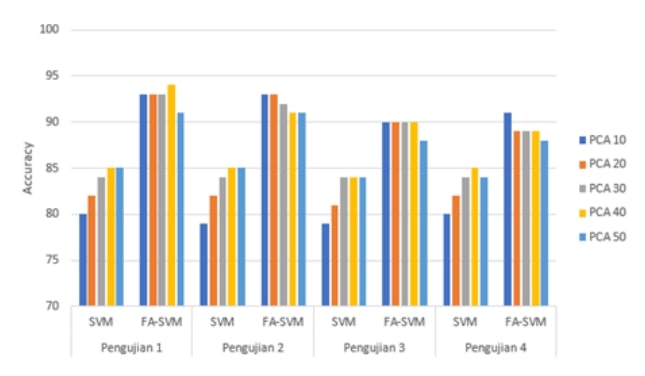 100
95
90
85
80
75
70
Accuracy
PCA 10
PCA 20
PCA 30
PCA 40
PCA 50
SVM FA-SVM SVM FA-SVM SVM FA-SVM SVM FA-SVM
Pengujian 1 Pengujian 2 Pengujian 3 Pengujian 4